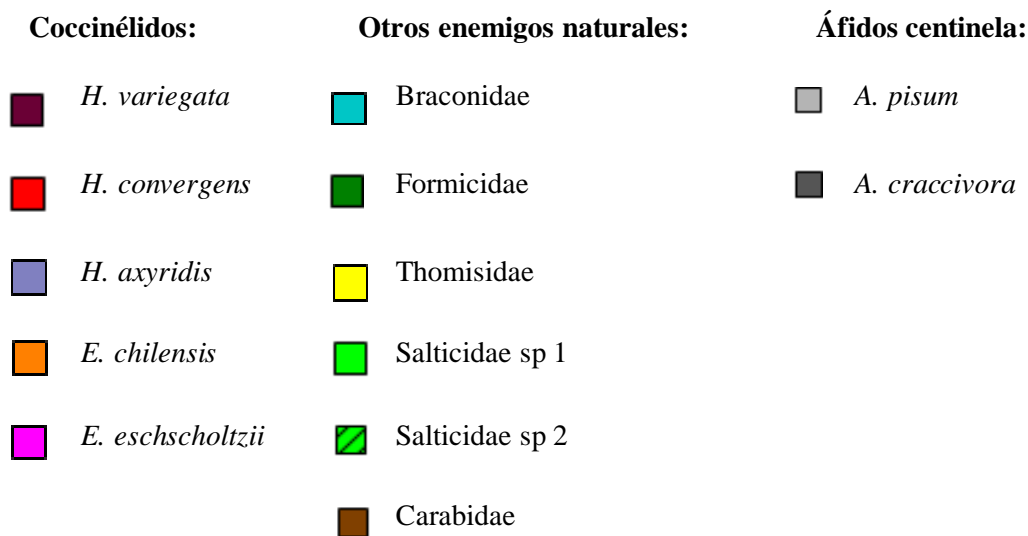 Coccinélidos:
H. variegata
H. convergens
H. axyridis
E. chilensis
E. eschscholtzii
Otros enemigos naturales:
Braconidae
Formicidae
Thomisidae
Salticidae sp 1
Salticidae sp 2
Carabidae
Áfidos centinela:
A. pisum
A. craccivora